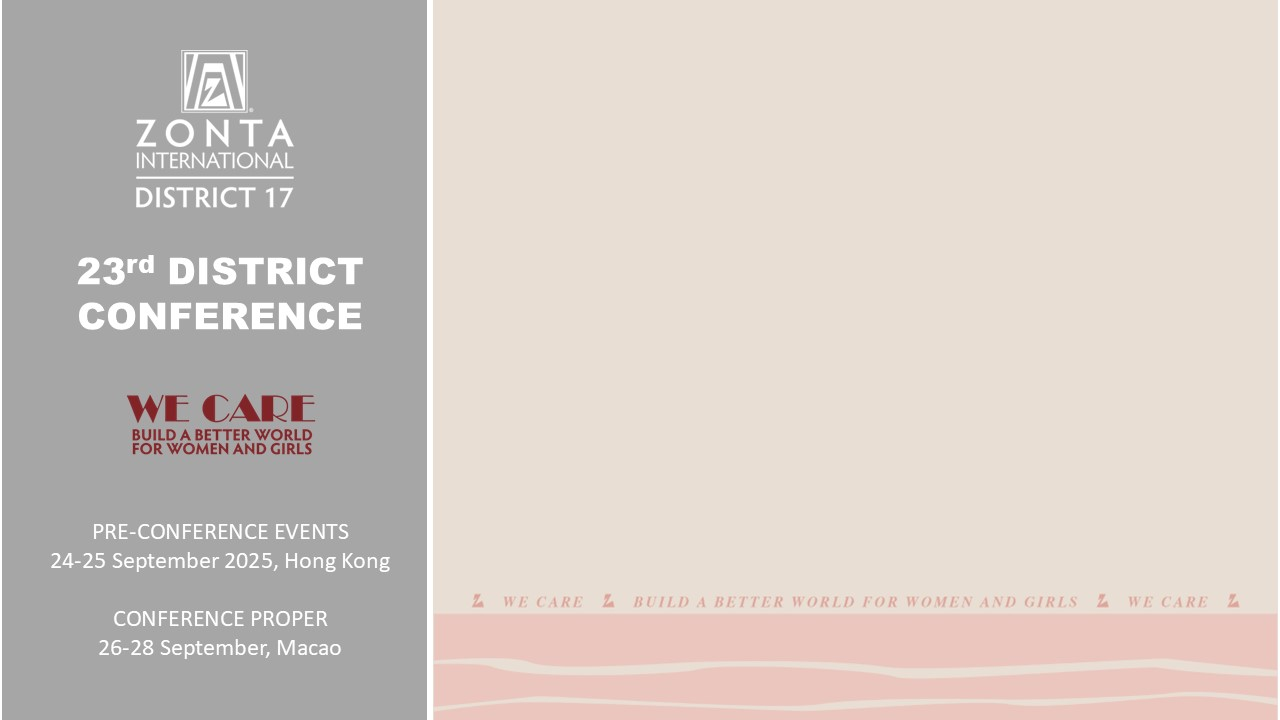 ZONTA
INTERNATIONAL
DISTRICT 17
23rd DISTRICT
CONFERENCE
WE CARE
BUILD A BETTER WORLD
FOR WOMEN AND GIRLS
PRE-CONFERENCE EVENTS
24-25 September 2025, Hong Kong
CONFERENCE PROPER
26-28 September, Macao
Z WE CARE Z BUILD A BETTER WORLD FOR WOMEN AND GIRLS Z WE CARE Z